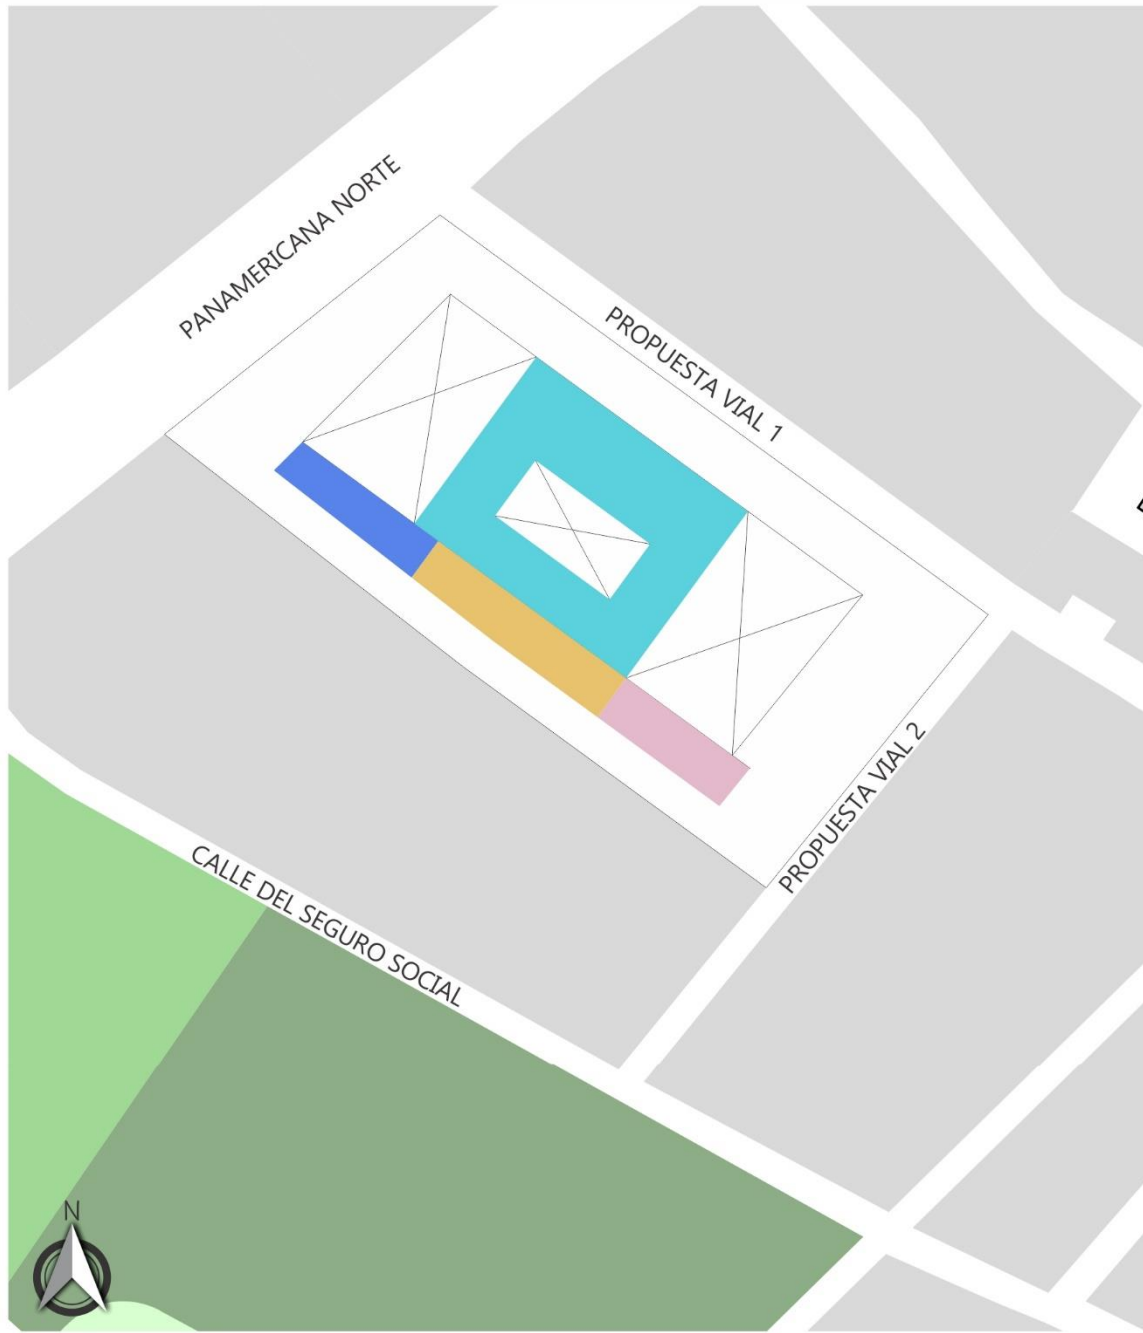 PANAMERICANA NORTE
PROPUESTA VIAL 1
PROPUESTA VIAL 2
CALLE DEL SEGURO SOCIAL
N